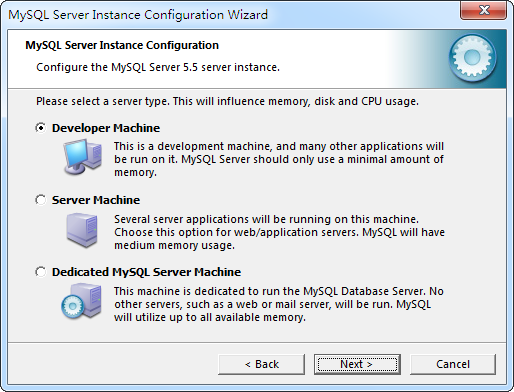 MySQL Server Instance Configuration Wizard
MySQL Server Instance Configuration
Configure the MySQL Server 5.5 server instance.
Please select a server type. This will influence memory, disk and CPU usage.
Developer Machine
This is a development machine, and many other applications will
be run on it. MySQL Server should only use a minimal amount of
memory.
Server Machine
Several server applications will be running on this machine.
Choose this option for web/application servers. MySQL will have
medium memory usage.
Dedicated MySQL Server Machine
This machine is dedicated to run the MySQL Database Server. No
other servers, such as a web or mail server, will be run. MySQL
will utilize up to all available memory.
< Back Next > Cancel